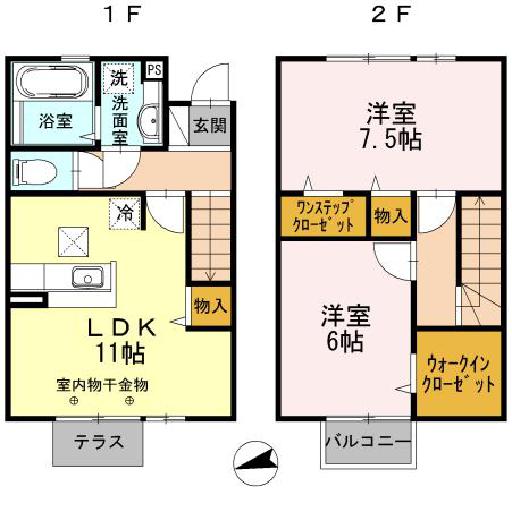 1F
2F
洗
PS
洗面室
浴室
玄関
洋室
7.5帖
冷
ワンステップ
クローゼット
物入
物入
LDK
11帖
洋室
6帖
室内物干金物
ウォークイン
クローゼット
テラス
バルコニー